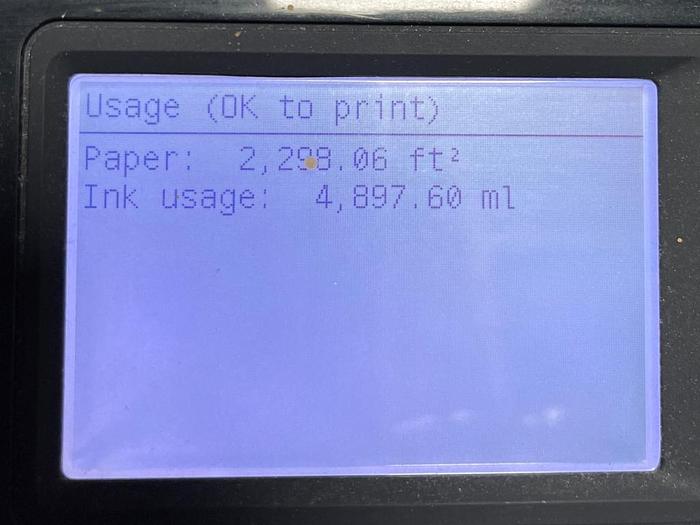 Usage (OK to print)
Paper: 2,298.06 ft²
Ink usage: 4,897.60 ml